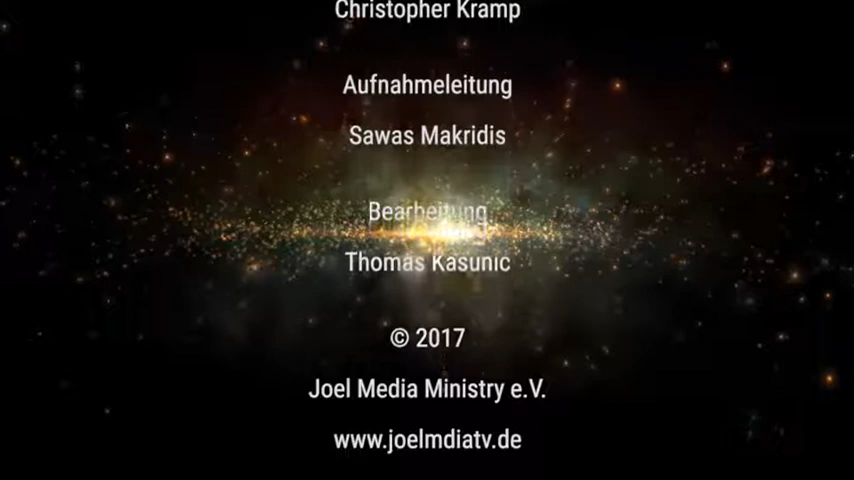 Christopher Kramp
Aufnahmeleitung
Sawas Makridis
Bearbeitung
Thomas Kasunic
© 2017
Joel Media Ministry e.V.
www.joelmdiatv.de